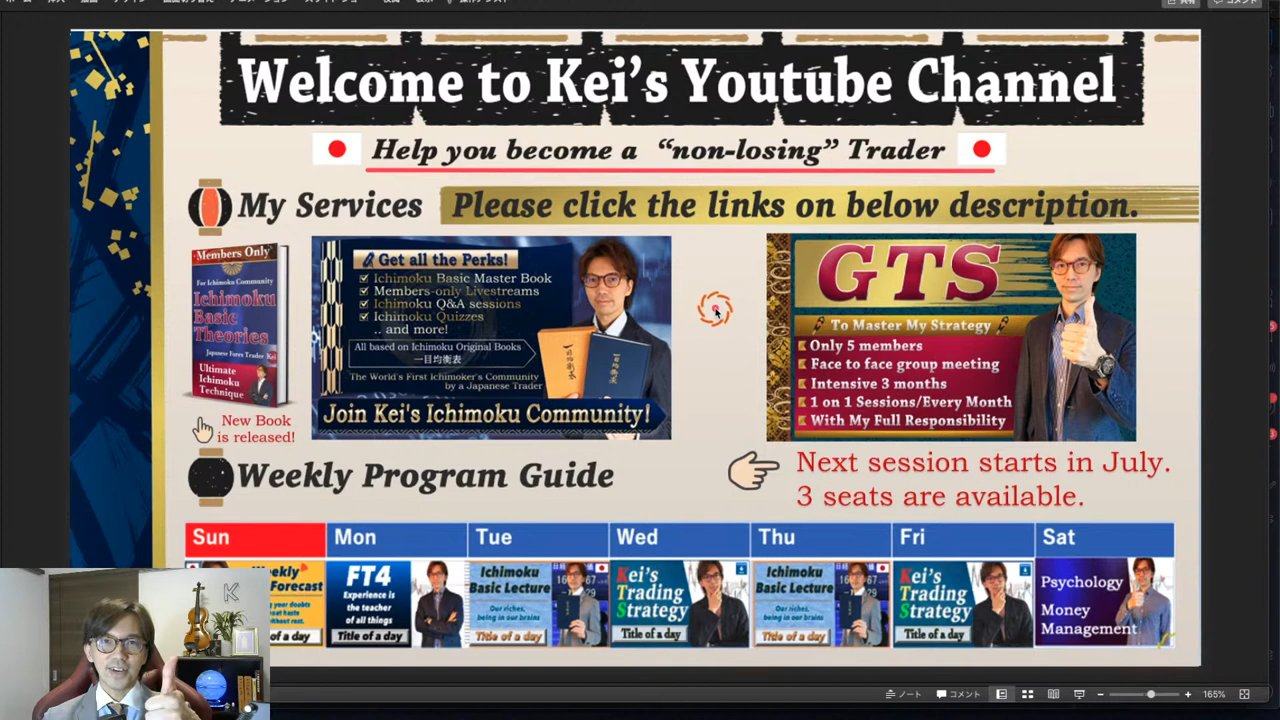 共有
コメント
Welcome to Kei's Youtube Channel
Help you become a “non-losing” Trader
My Services
Please click the links on below description.
Members Only
For Ichimoku Community
Ichimoku
Basic
Theories
Japanese Forex Trader Kei
Ultimate
Ichimoku
Technique
New Book
is released!
Get all the Perks!
Ichimoku Basic Master Book
Members-only Livestreams
Ichimoku Q&A sessions
Ichimoku Quizzes
.. and more!
All based on Ichimoku Original Books
一目均衡表
The World's First Ichimoker's Community
by a Japanese Trader
Join Kei's Ichimoku Community!
GTS
To Master My Strategy
Only 5 members
Face to face group meeting
Intensive 3 months
1 on 1 Sessions/Every Month
With My Full Responsibility
Weekly Program Guide
Next session starts in July.
3 seats are available.
Sun
Mon
Tue
Wed
Thu
Fri
Sat
Weekly
Forecast
of a day
FT4
Experience is
the teacher
of all things
Title of a day
Ichimoku
Basic Lecture
Our riches,
being in our brains
Title of a day
Kei's
Trading
Strategy
Title of a day
Ichimoku
Basic Lecture
Our riches,
being in our brains
Title of a day
Kei's
Trading
Strategy
Title of a day
Psychology
Money
Management
K
ノート
コメント
165%